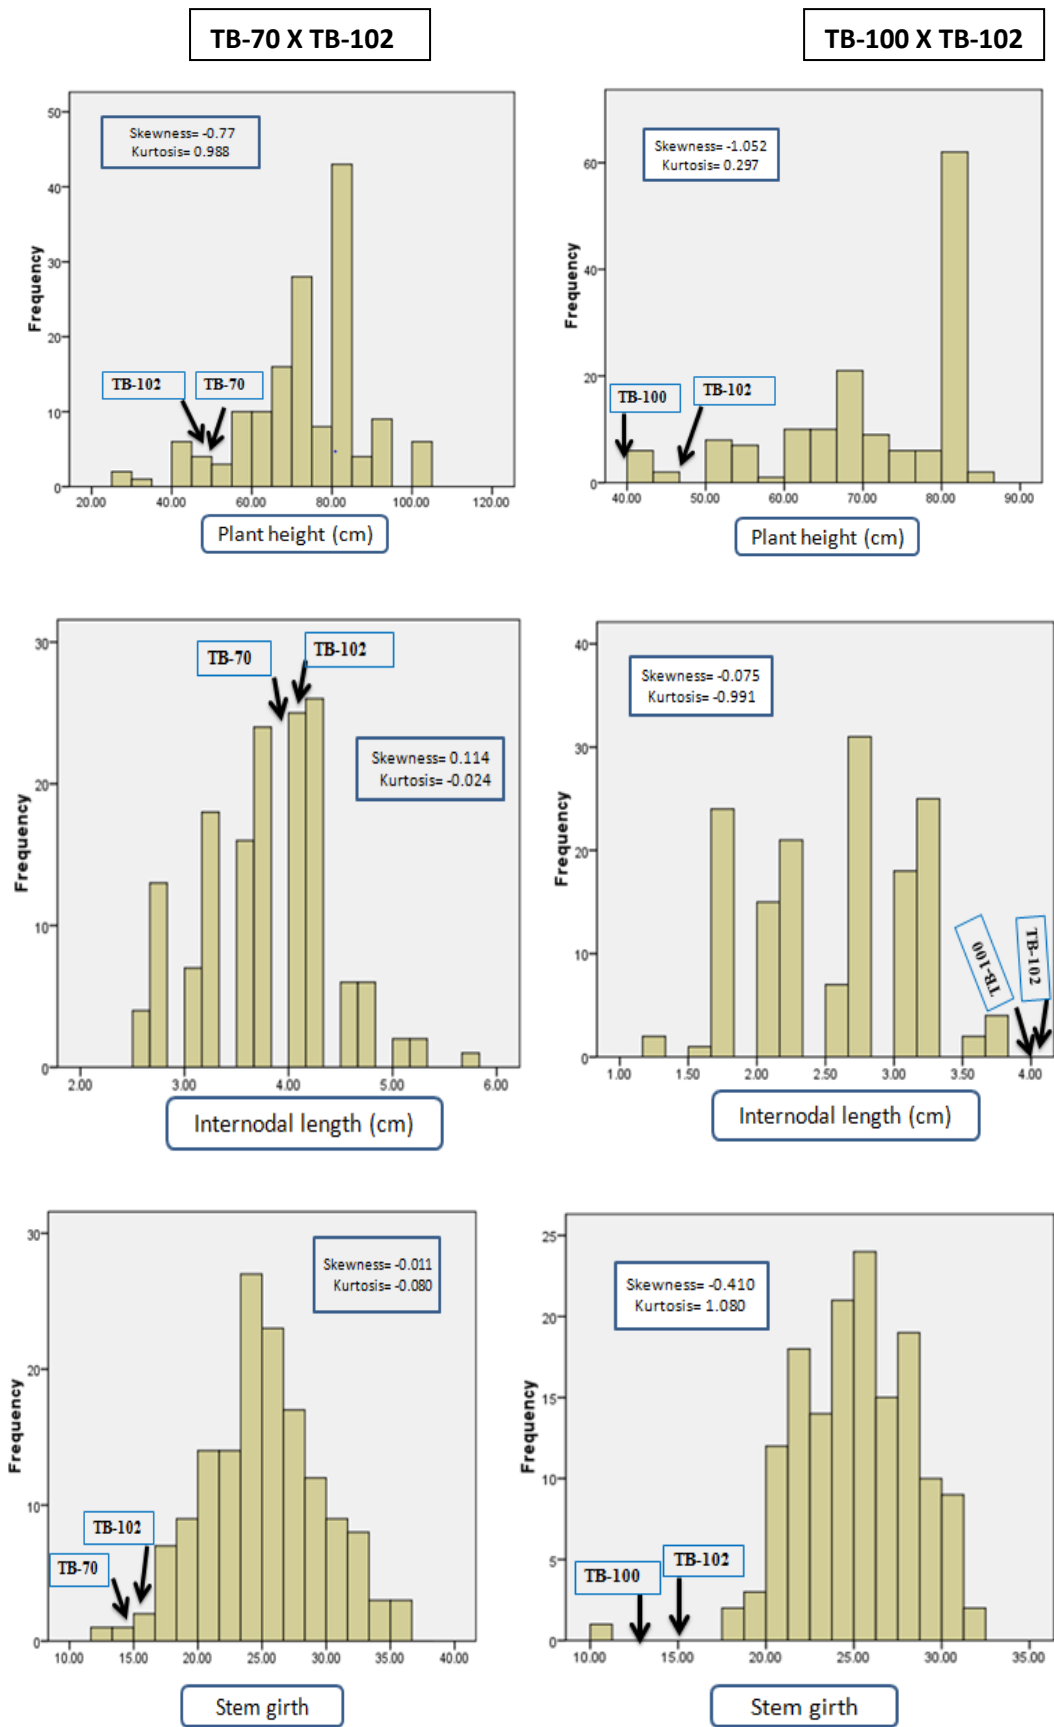 TB-70 X TB-102
TB-100 X TB-102
50
40
30
20
10
0
Frequency
Skewness= -0.77
Kurtosis= 0.988
TB-102
TB-70
20.00 40.00 60.00 80.00 100.00 120.00
Plant height (cm)
60
40
20
0
Frequency
Skewness= -1.052
Kurtosis= 0.297
TB-100
TB-102
40.00 50.00 60.00 70.00 80.00 90.00
Plant height (cm)
30
20
10
0
Frequency
TB-70
TB-102
Skewness= 0.114
Kurtosis= -0.024
2.00 3.00 4.00 5.00 6.00
Internodal length (cm)
40
30
20
10
0
Frequency
Skewness= -0.075
Kurtosis= -0.991
TB-100
TB-102
1.00 1.50 2.00 2.50 3.00 3.50 4.00
Internodal length (cm)
30
20
10
0
Frequency
Skewness= -0.011
Kurtosis= -0.080
TB-102
TB-70
10.00 15.00 20.00 25.00 30.00 35.00 40.00
Stem girth
25
20
15
10
5
0
Frequency
Skewness= -0.410
Kurtosis= 1.080
TB-100
TB-102
10.00 15.00 20.00 25.00 30.00 35.00
Stem girth